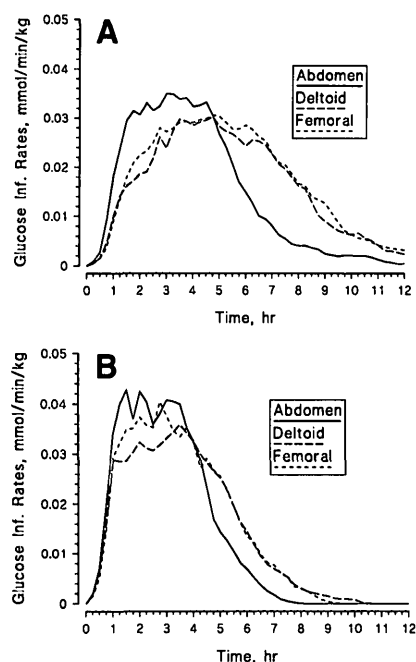 A
0.05
0.04
0.03
0.02
0.01
0
Glucose Inf. Rates, mmol/min/kg
Abdomen
Deltoid
Femoral
0 1 2 3 4 5 6 7 8 9 10 11 12
Time, hr
B
0.05
0.04
0.03
0.02
0.01
0
Glucose Inf. Rates, mmol/min/kg
Abdomen
Deltoid
Femoral
0 1 2 3 4 5 6 7 8 9 10 11 12
Time, hr